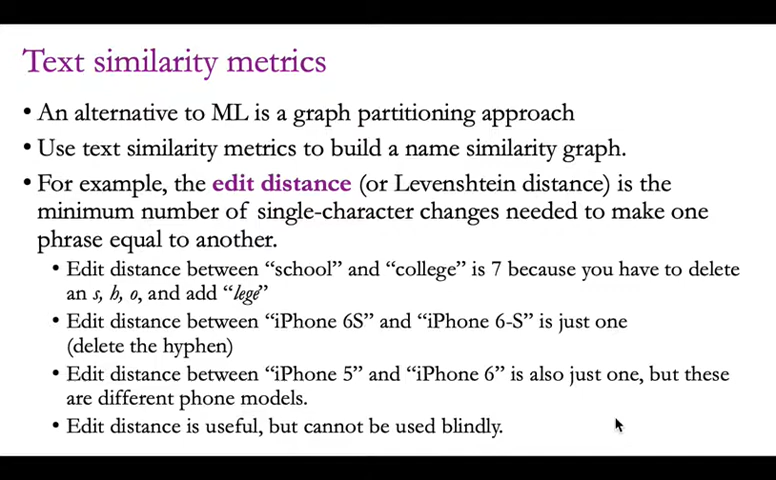 Text similarity metrics
• An alternative to ML is a graph partitioning approach
• Use text similarity metrics to build a name similarity graph.
• For example, the edit distance (or Levenshtein distance) is the
minimum number of single-character changes needed to make one
phrase equal to another.
• Edit distance between “school” and “college” is 7 because you have to delete
an s, h, o, and add “lege”
• Edit distance between “iPhone 6S” and “iPhone 6-S” is just one
(delete the hyphen)
• Edit distance between “iPhone 5” and “iPhone 6” is also just one, but these
are different phone models.
• Edit distance is useful, but cannot be used blindly.